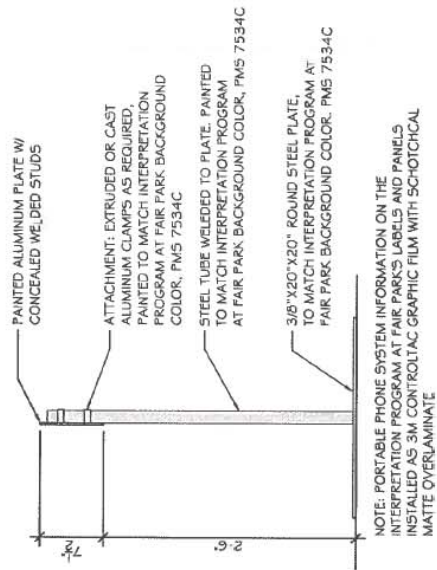 PAINTED ALUMINUM PLATE W/
CONCEALED WELDED STUDS
ATTACHMENT: EXTRUDED OR CAST
ALUMINUM CLAMPS AS REQUIRED,
PAINTED TO MATCH INTERPRETATION
PROGRAM AT FAIR PARK BACKGROUND
COLOR, PMS 7534C
STEEL TUBE WELEDED TO PLATE. PAINTED
TO MATCH INTERPRETATION PROGRAM
AT FAIR PARK BACKGROUND COLOR, PMS 7534C
3/8"X20"X20" ROUND STEEL PLATE,
TO MATCH INTERPRETATION PROGRAM AT
FAIR PARK BACKGROUND COLOR. PMS 7534C
7½"
2'-6"
NOTE: PORTABLE PHONE SYSTEM INFORMATION ON THE
INTERPRETATION PROGRAM AT FAIR PARK'S LABELS AND PANELS
INSTALLED AS 3M CONTROLTAC GRAPHIC FILM WITH SCHOTCHCAL
MATTE OVERLAMINATE